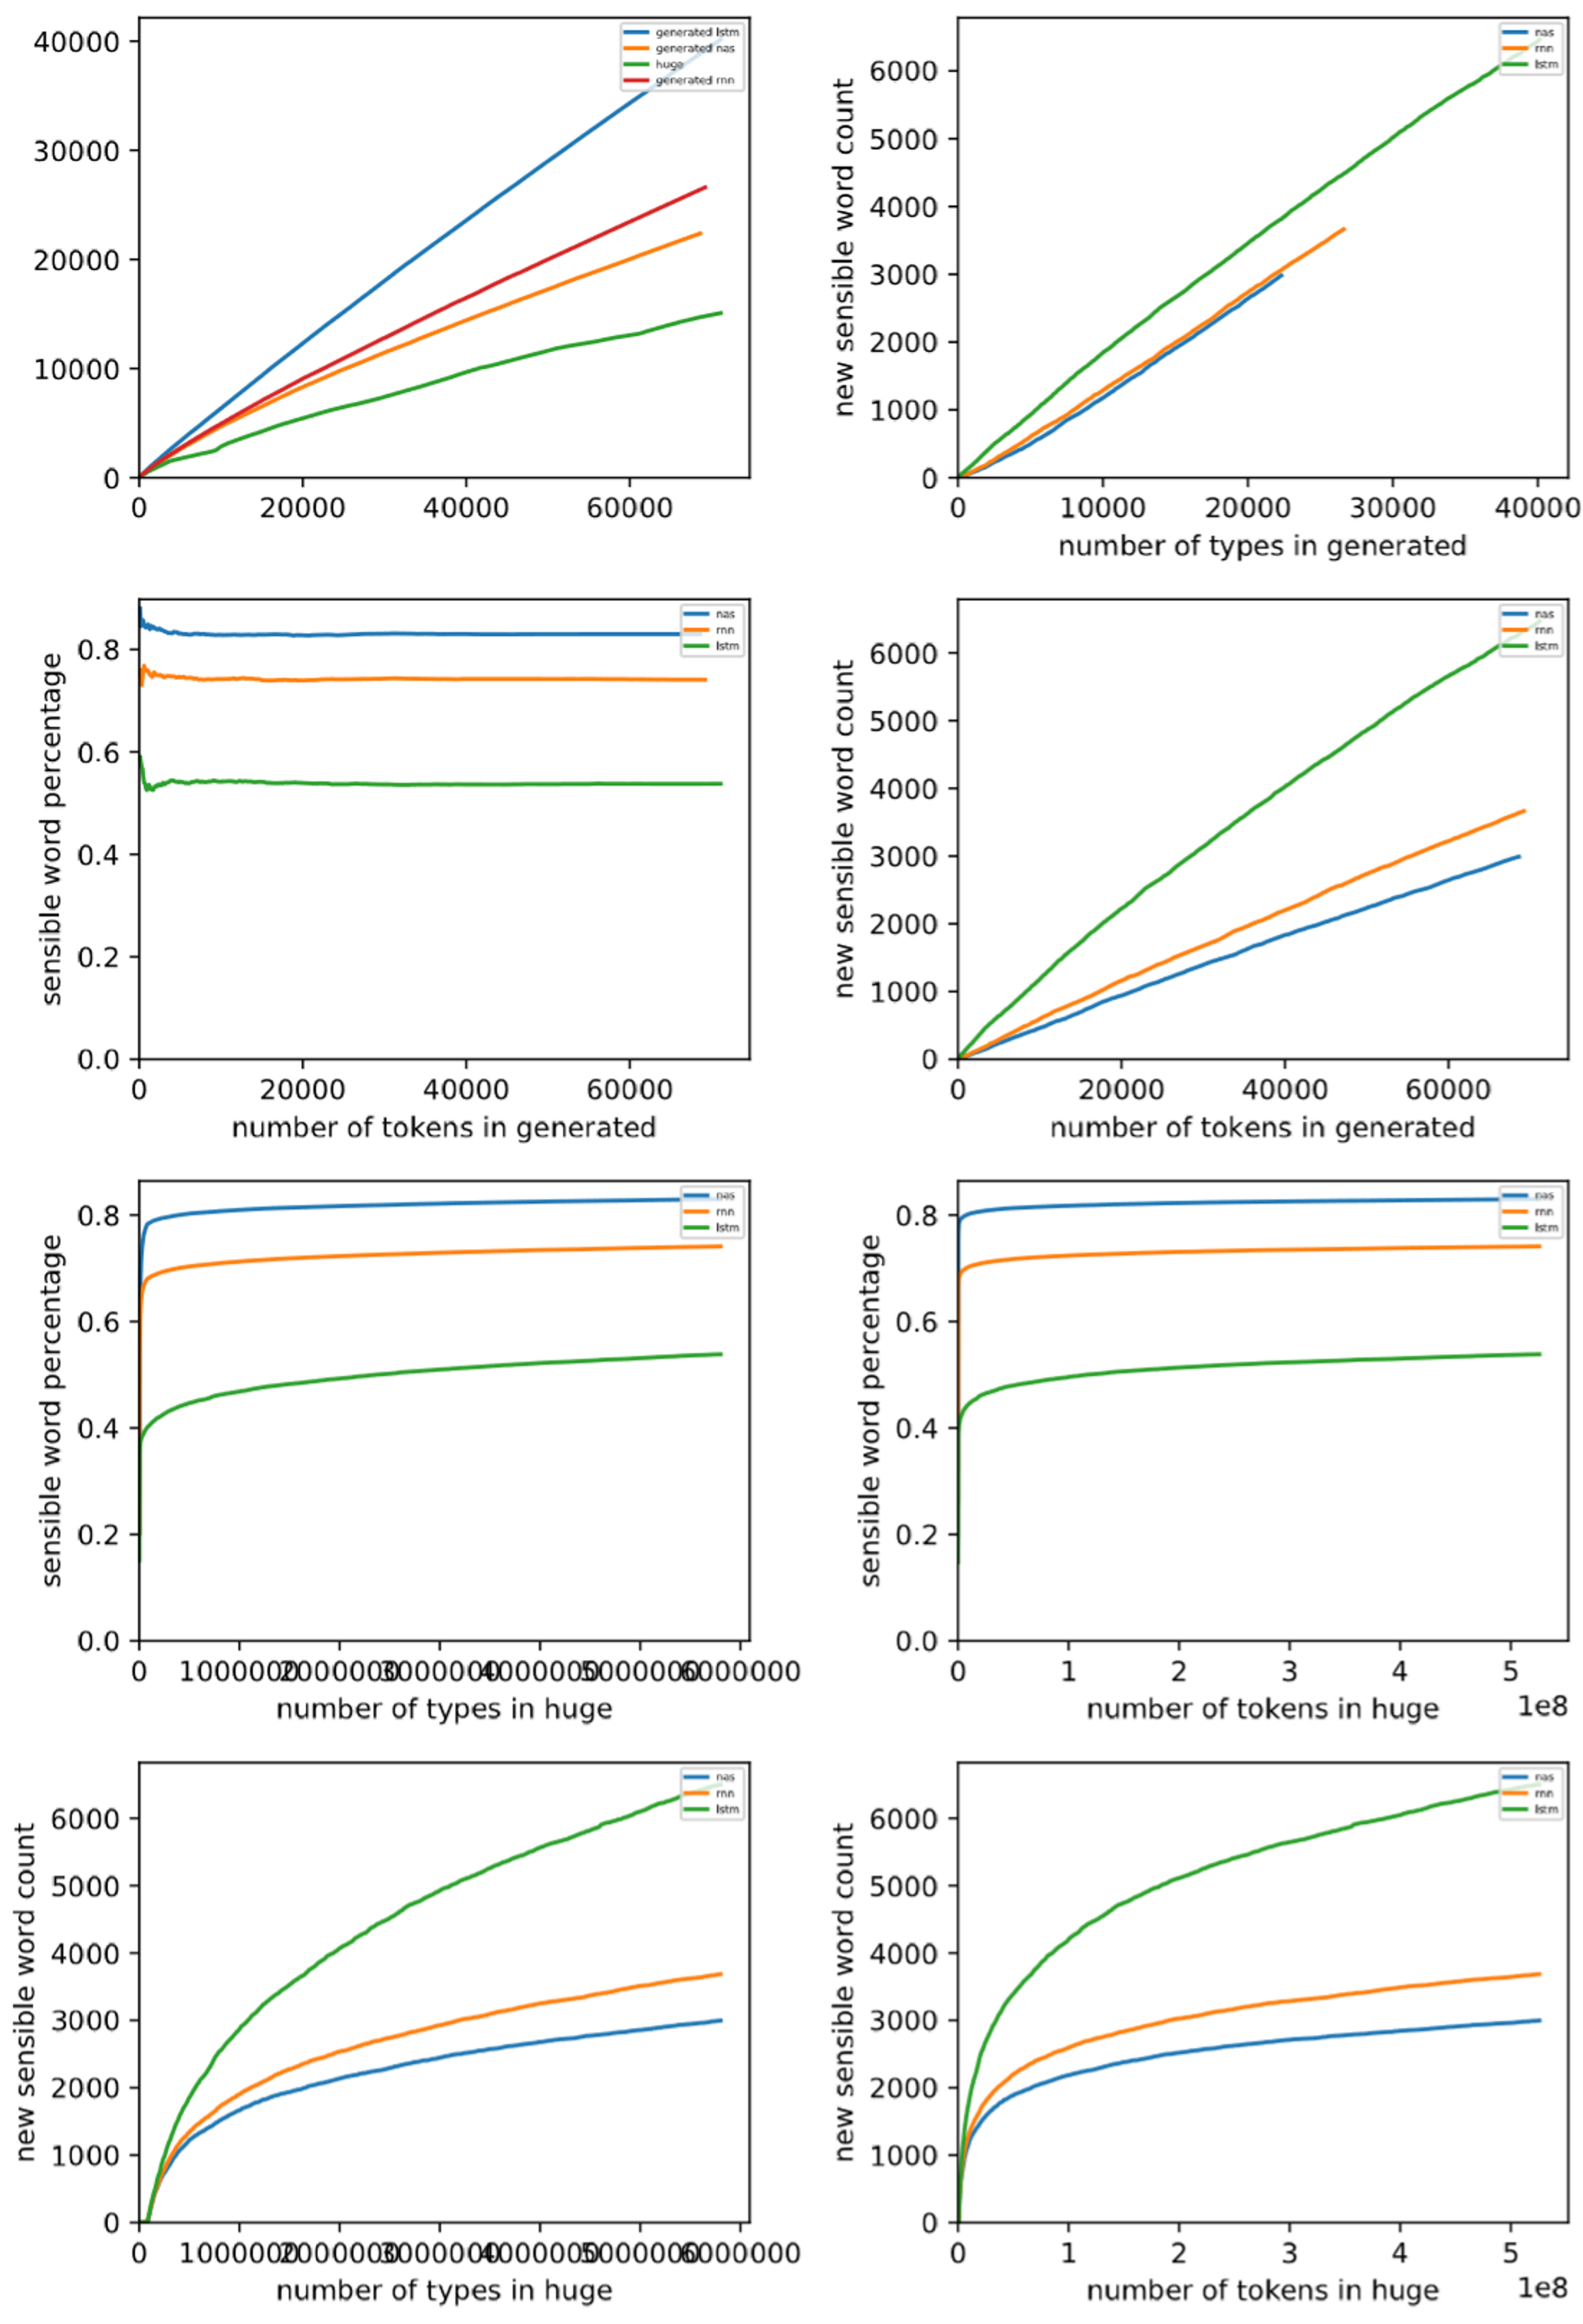 40000
30000
20000
10000
0
0 20000 40000 60000
generated lstm
generated nas
huge
generated rnn
new sensible word count
6000
5000
4000
3000
2000
1000
0
0 10000 20000 30000 40000
number of types in generated
nas
rnn
lstm
sensible word percentage
0.8
0.6
0.4
0.2
0.0
0 20000 40000 60000
number of tokens in generated
nas
rnn
lstm
new sensible word count
6000
5000
4000
3000
2000
1000
0
0 20000 40000 60000
number of tokens in generated
nas
rnn
lstm
sensible word percentage
0.8
0.6
0.4
0.2
0.0
0 1000000 2000000 3000000 4000000 5000000 6000000
number of types in huge
nas
rnn
lstm
sensible word percentage
0.8
0.6
0.4
0.2
0.0
0 1 2 3 4 5
1e8
number of tokens in huge
nas
rnn
lstm
new sensible word count
6000
5000
4000
3000
2000
1000
0
0 1000000 2000000 3000000 4000000 5000000 6000000
number of types in huge
nas
rnn
lstm
new sensible word count
6000
5000
4000
3000
2000
1000
0
0 1 2 3 4 5
1e8
number of tokens in huge
nas
rnn
lstm